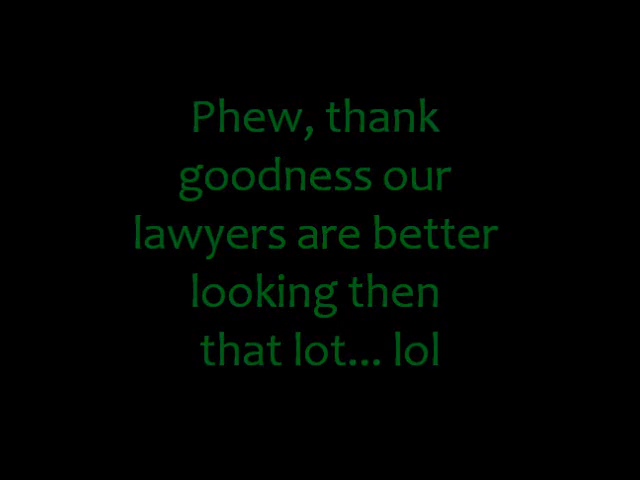 Phew, thank
goodness our
lawyers are better
looking then
that lot... lol